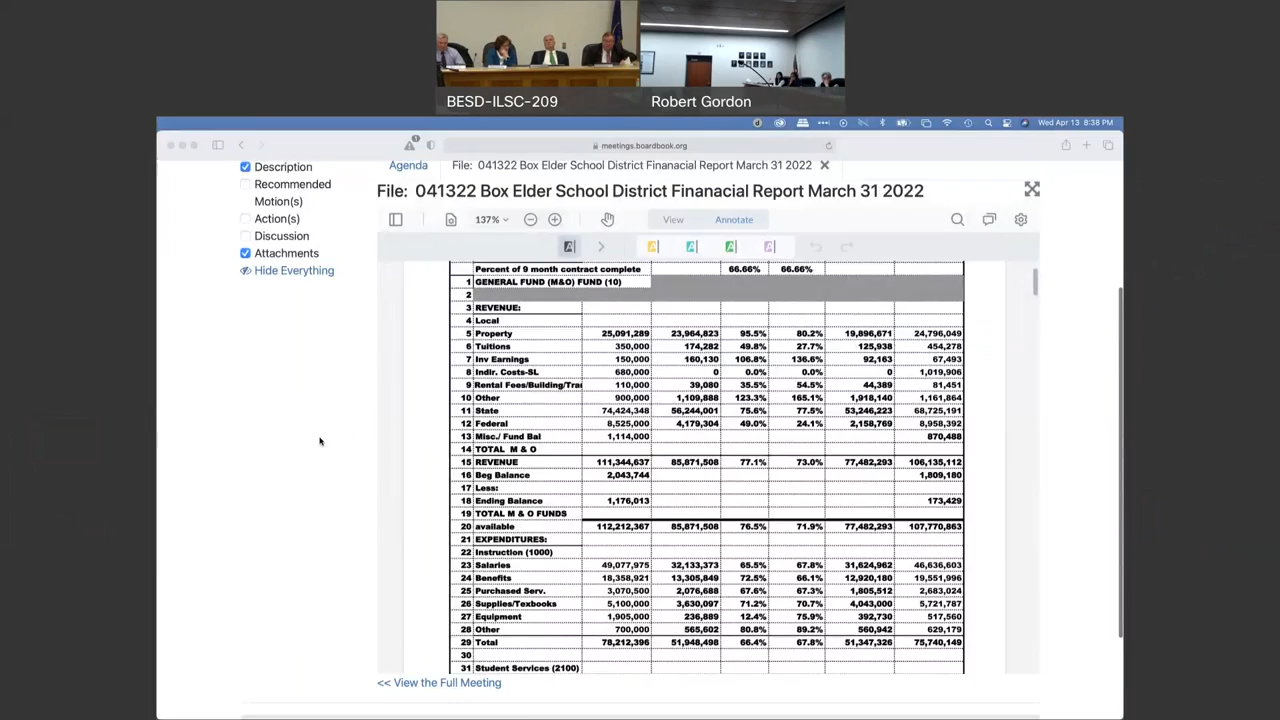 BESD-ILSC-209
Robert Gordon
Wed Apr 13 8:38 PM
meetings.boardbook.org
Description
Recommended
Motion(s)
Action(s)
Discussion
Attachments
Hide Everything
Agenda
File: 041322 Box Elder School District Finanacial Report March 31 2022
File: 041322 Box Elder School District Finanacial Report March 31 2022
137%
View
Annotate
Percent of 9 month contract complete 66.66% 66.66%
1 GENERAL FUND (M&O) FUND (10)
2
3 REVENUE:
4 Local
5 Property 25,091,289 23,964,823 95.5% 80.2% 19,896,671 24,796,049
6 Tuitions 350,000 174,282 49.8% 27.7% 125,938 454,278
7 Inv Earnings 150,000 160,130 106.8% 136.6% 92,163 67,493
8 Indir. Costs-SL 680,000 0 0.0% 0.0% 0 1,019,906
9 Rental Fees/Building/Tra 110,000 39,080 35.5% 54.5% 44,389 81,451
10 Other 900,000 1,109,888 123.3% 165.1% 1,918,140 1,161,864
11 State 74,424,348 56,244,001 75.6% 77.5% 53,246,223 68,725,191
12 Federal 8,525,000 4,179,304 49.0% 24.1% 2,158,769 8,958,392
13 Misc./ Fund Bal 1,114,000 870,488
14 TOTAL M & O
15 REVENUE 111,344,637 85,871,508 77.1% 73.0% 77,482,293 106,135,112
16 Beg Balance 2,043,744 1,809,180
17 Less:
18 Ending Balance 1,176,013 173,429
19 TOTAL M & O FUNDS
20 available 112,212,367 85,871,508 76.5% 71.9% 77,482,293 107,770,863
21 EXPENDITURES:
22 Instruction (1000)
23 Salaries 49,077,975 32,133,373 65.5% 67.8% 31,624,962 46,636,603
24 Benefits 18,358,921 13,305,849 72.5% 66.1% 12,920,180 19,551,996
25 Purchased Serv. 3,070,500 2,076,688 67.6% 67.3% 1,805,512 2,683,024
26 Supplies/Texbooks 5,100,000 3,630,097 71.2% 70.7% 4,043,000 5,721,787
27 Equipment 1,905,000 236,889 12.4% 75.9% 392,730 517,560
28 Other 700,000 565,602 80.8% 89.2% 560,942 629,179
29 Total 78,212,396 51,948,498 66.4% 67.8% 51,347,326 75,740,149
30
31 Student Services (2100)
<< View the Full Meeting